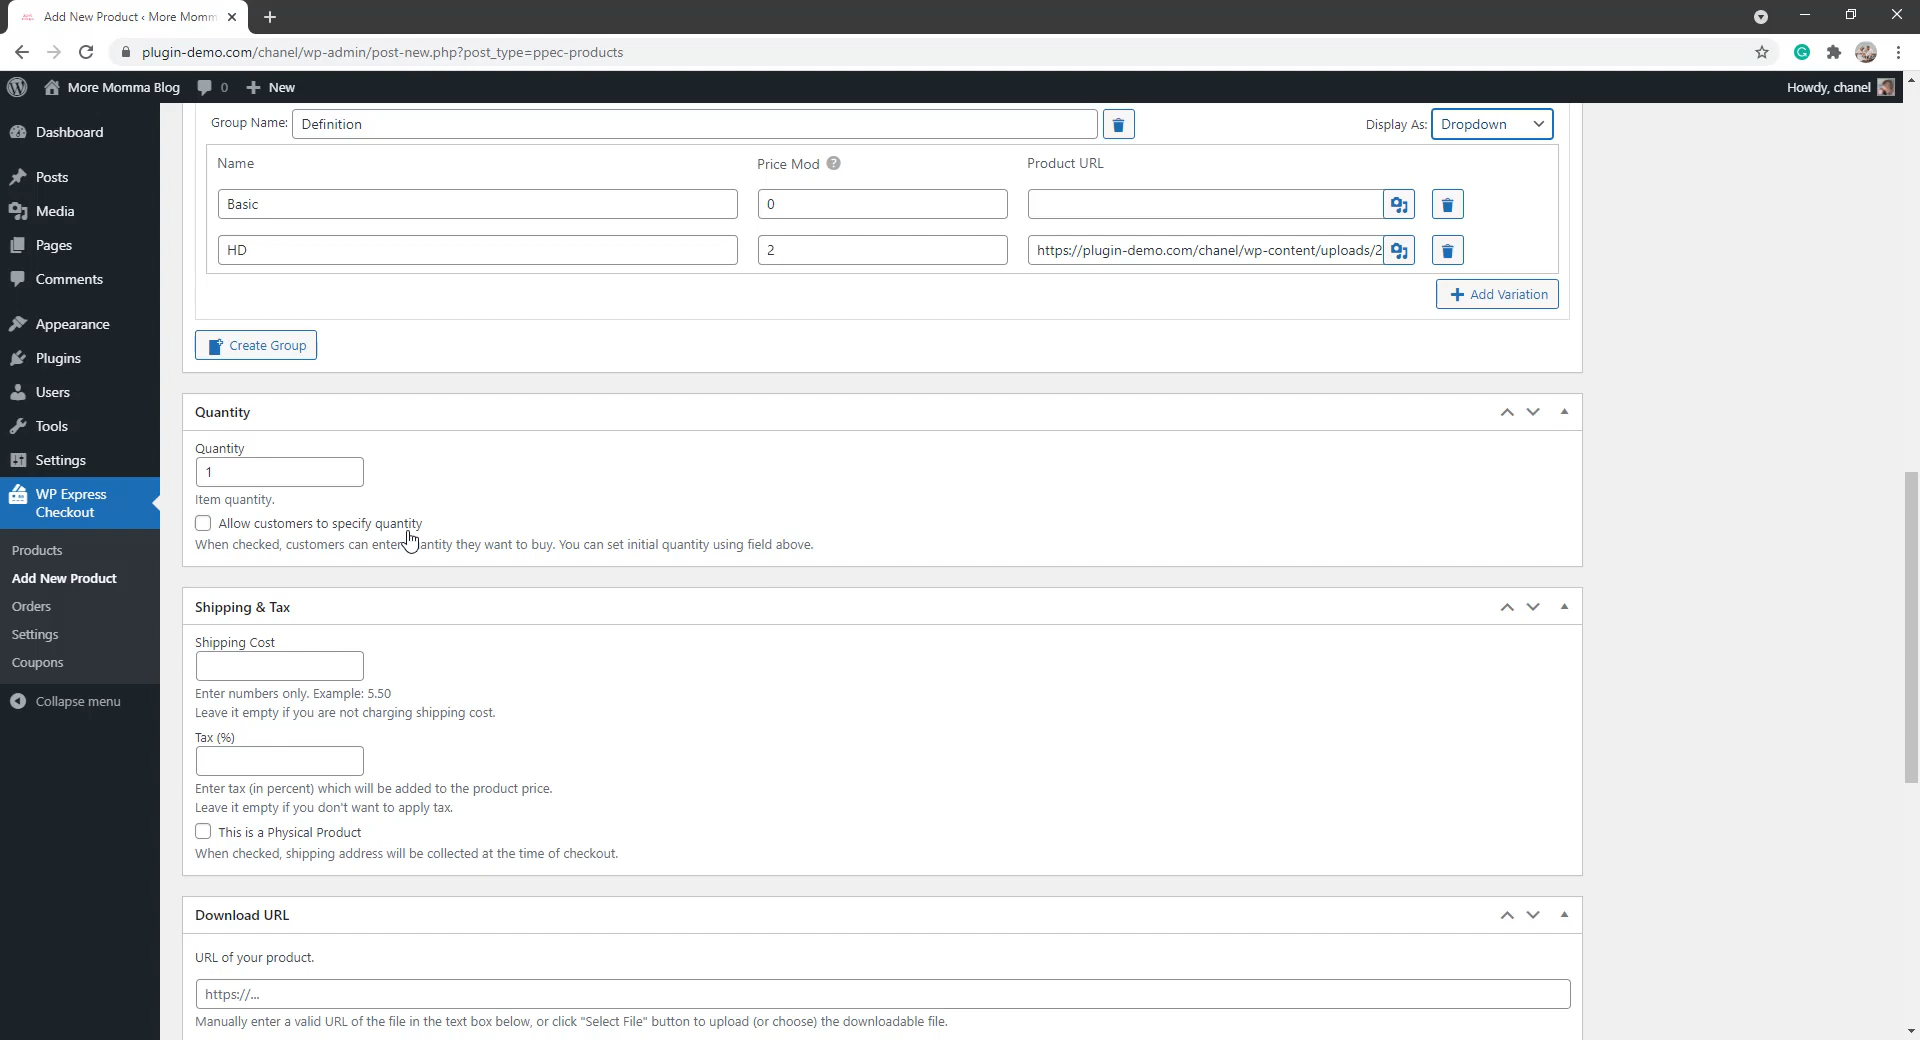 Add New Product ‹ More Momm
plugin-demo.com/chanel/wp-admin/post-new.php?post_type=ppec-products
More Momma Blog 0 New Howdy, chanel
Dashboard
Posts
Media
Pages
Comments
Appearance
Plugins
Users
Tools
Settings
WP Express
Checkout
Products
Add New Product
Orders
Settings
Coupons
Collapse menu
Group Name: Definition Display As: Dropdown
Name Price Mod ? Product URL
Basic 0
HD 2 https://plugin-demo.com/chanel/wp-content/uploads/2
Add Variation
Create Group
Quantity
Quantity
1
Item quantity.
Allow customers to specify quantity
When checked, customers can enter antity they want to buy. You can set initial quantity using field above.
Shipping & Tax
Shipping Cost
Enter numbers only. Example: 5.50
Leave it empty if you are not charging shipping cost.
Tax (%)
Enter tax (in percent) which will be added to the product price.
Leave it empty if you don't want to apply tax.
This is a Physical Product
When checked, shipping address will be collected at the time of checkout.
Download URL
URL of your product.
https://...
Manually enter a valid URL of the file in the text box below, or click "Select File" button to upload (or choose) the downloadable file.